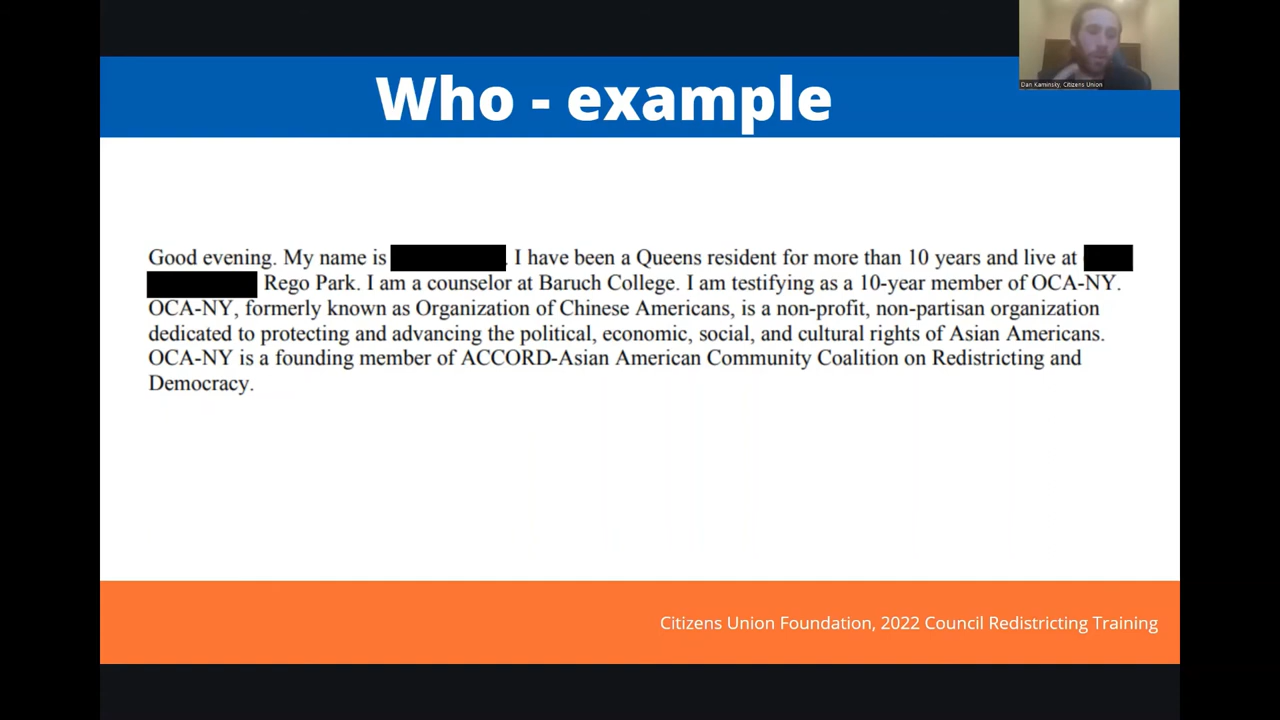 Who - example
Dan Kaminsky, Citizens Union
Good evening. My name is . I have been a Queens resident for more than 10 years and live at
Rego Park. I am a counselor at Baruch College. I am testifying as a 10-year member of OCA-NY.
OCA-NY, formerly known as Organization of Chinese Americans, is a non-profit, non-partisan organization
dedicated to protecting and advancing the political, economic, social, and cultural rights of Asian Americans.
OCA-NY is a founding member of ACCORD-Asian American Community Coalition on Redistricting and
Democracy.
Citizens Union Foundation, 2022 Council Redistricting Training